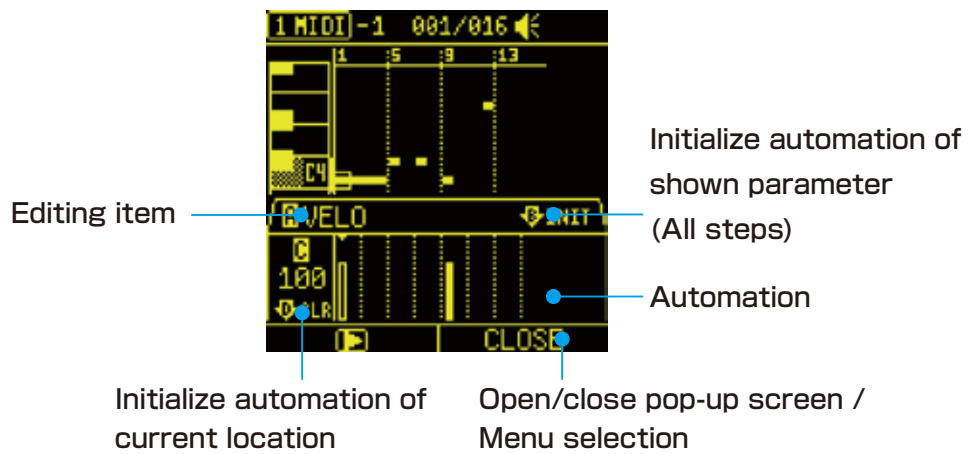 1 MIDI -1 001/016
1 5 9 13
C4
Initialize automation of
shown parameter
(All steps)
Editing item
A VELO
B INIT
C
100
D CLR
Automation
CLOSE
Initialize automation of
current location
Open/close pop-up screen /
Menu selection